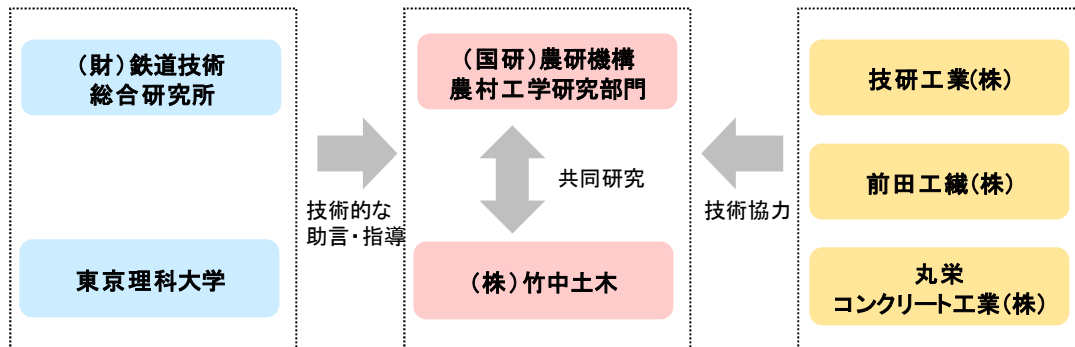 （財）鉄道技術
総合研究所
東京理科大学
技術的な
助言・指導
（国研）農研機構
農村工学研究部門
共同研究
（株）竹中土木
技術協力
技研工業(株)
前田工繊(株)
丸栄
コンクリート工業(株)